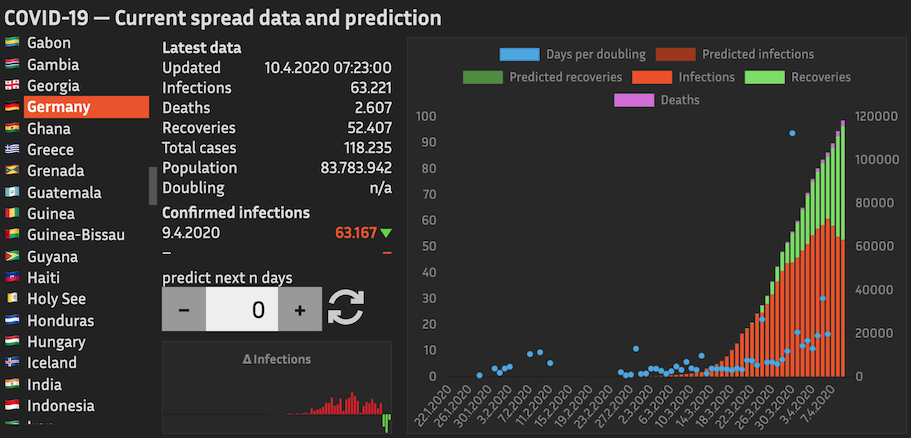 COVID-19 — Current spread data and prediction
Gabon
Gambia
Georgia
Germany
Ghana
Greece
Grenada
Guatemala
Guinea
Guinea-Bissau
Guyana
Haiti
Holy See
Honduras
Hungary
Iceland
India
Indonesia
Latest data
Updated 10.4.2020 07:23:00
Infections 63.221
Deaths 2.607
Recoveries 52.407
Total cases 118.235
Population 83.783.942
Doubling n/a
Confirmed infections
9.4.2020 63.167
– –
predict next n days
− 0 +
Δ Infections
Days per doubling Predicted infections
Predicted recoveries Infections Recoveries
Deaths
100 120000
90
80 100000
70
60 80000
50 60000
40
30 40000
20 20000
10
0 0
22.1.2020 26.1.2020 30.1.2020 3.2.2020 7.2.2020 11.2.2020 15.2.2020 19.2.2020 23.2.2020 27.2.2020 2.3.2020 6.3.2020 10.3.2020 14.3.2020 18.3.2020 22.3.2020 26.3.2020 30.3.2020 3.4.2020 7.4.2020